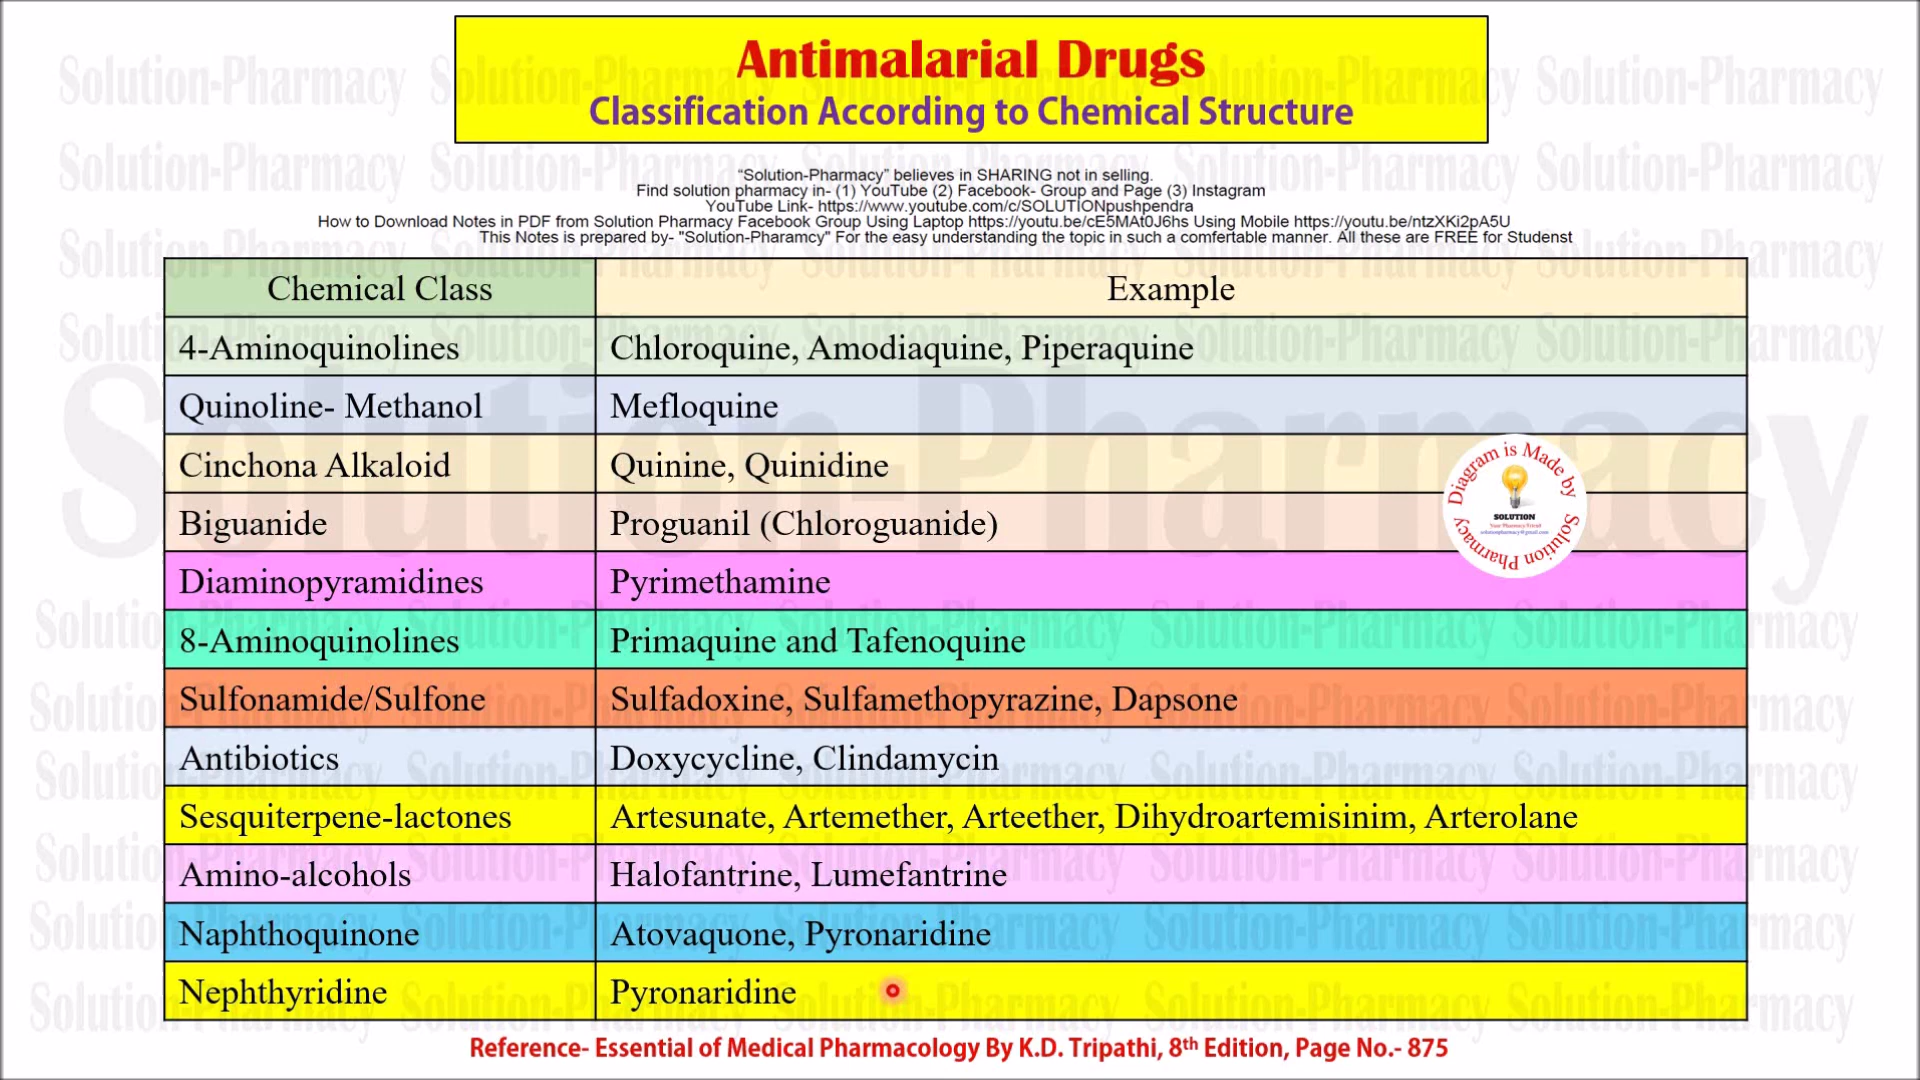 Antimalarial Drugs
Classification According to Chemical Structure
“Solution-Pharmacy” believes in SHARING not in selling.
Find solution pharmacy in- (1) YouTube (2) Facebook- Group and Page (3) Instagram
YouTube Link- https://www.youtube.com/c/SOLUTIONpushpendra
How to Download Notes in PDF from Solution Pharmacy Facebook Group Using Laptop https://youtu.be/cE5MAt0J6hs Using Mobile https://youtu.be/ntzXKi2pA5U
This Notes is prepared by- "Solution-Pharamcy" For the easy understanding the topic in such a comfertable manner. All these are FREE for Studenst
Chemical Class Example
4-Aminoquinolines Chloroquine, Amodiaquine, Piperaquine
Quinoline- Methanol Mefloquine
Cinchona Alkaloid Quinine, Quinidine
Biguanide Proguanil (Chloroguanide)
Diaminopyramidines Pyrimethamine
8-Aminoquinolines Primaquine and Tafenoquine
Sulfonamide/Sulfone Sulfadoxine, Sulfamethopyrazine, Dapsone
Antibiotics Doxycycline, Clindamycin
Sesquiterpene-lactones Artesunate, Artemether, Arteether, Dihydroartemisinim, Arterolane
Amino-alcohols Halofantrine, Lumefantrine
Naphthoquinone Atovaquone, Pyronaridine
Nephthyridine Pyronaridine
Diagram is Made by Solution Pharmacy
SOLUTION
Your Pharmacy Friend
Reference- Essential of Medical Pharmacology By K.D. Tripathi, 8th Edition, Page No.- 875
Solution-Pharmacy